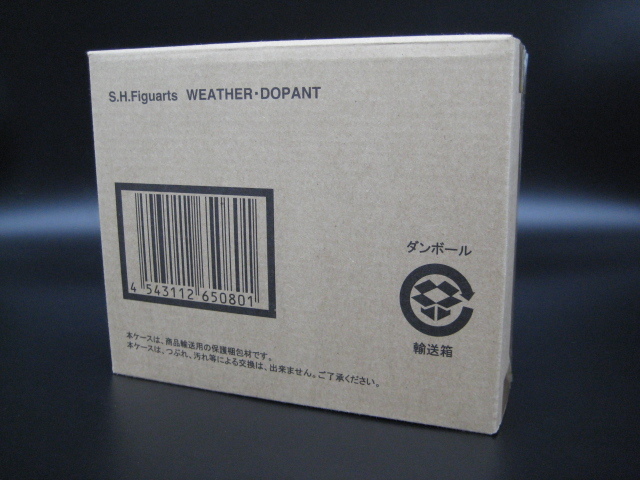 S.H.Figuarts WEATHER・DOPANT
4 543112 650801
ダンボール
輸送箱
本ケースは、商品輸送用の保護梱包材です。
本ケースは、つぶれ、汚れ等による交換は、出来ません。ご了承ください。